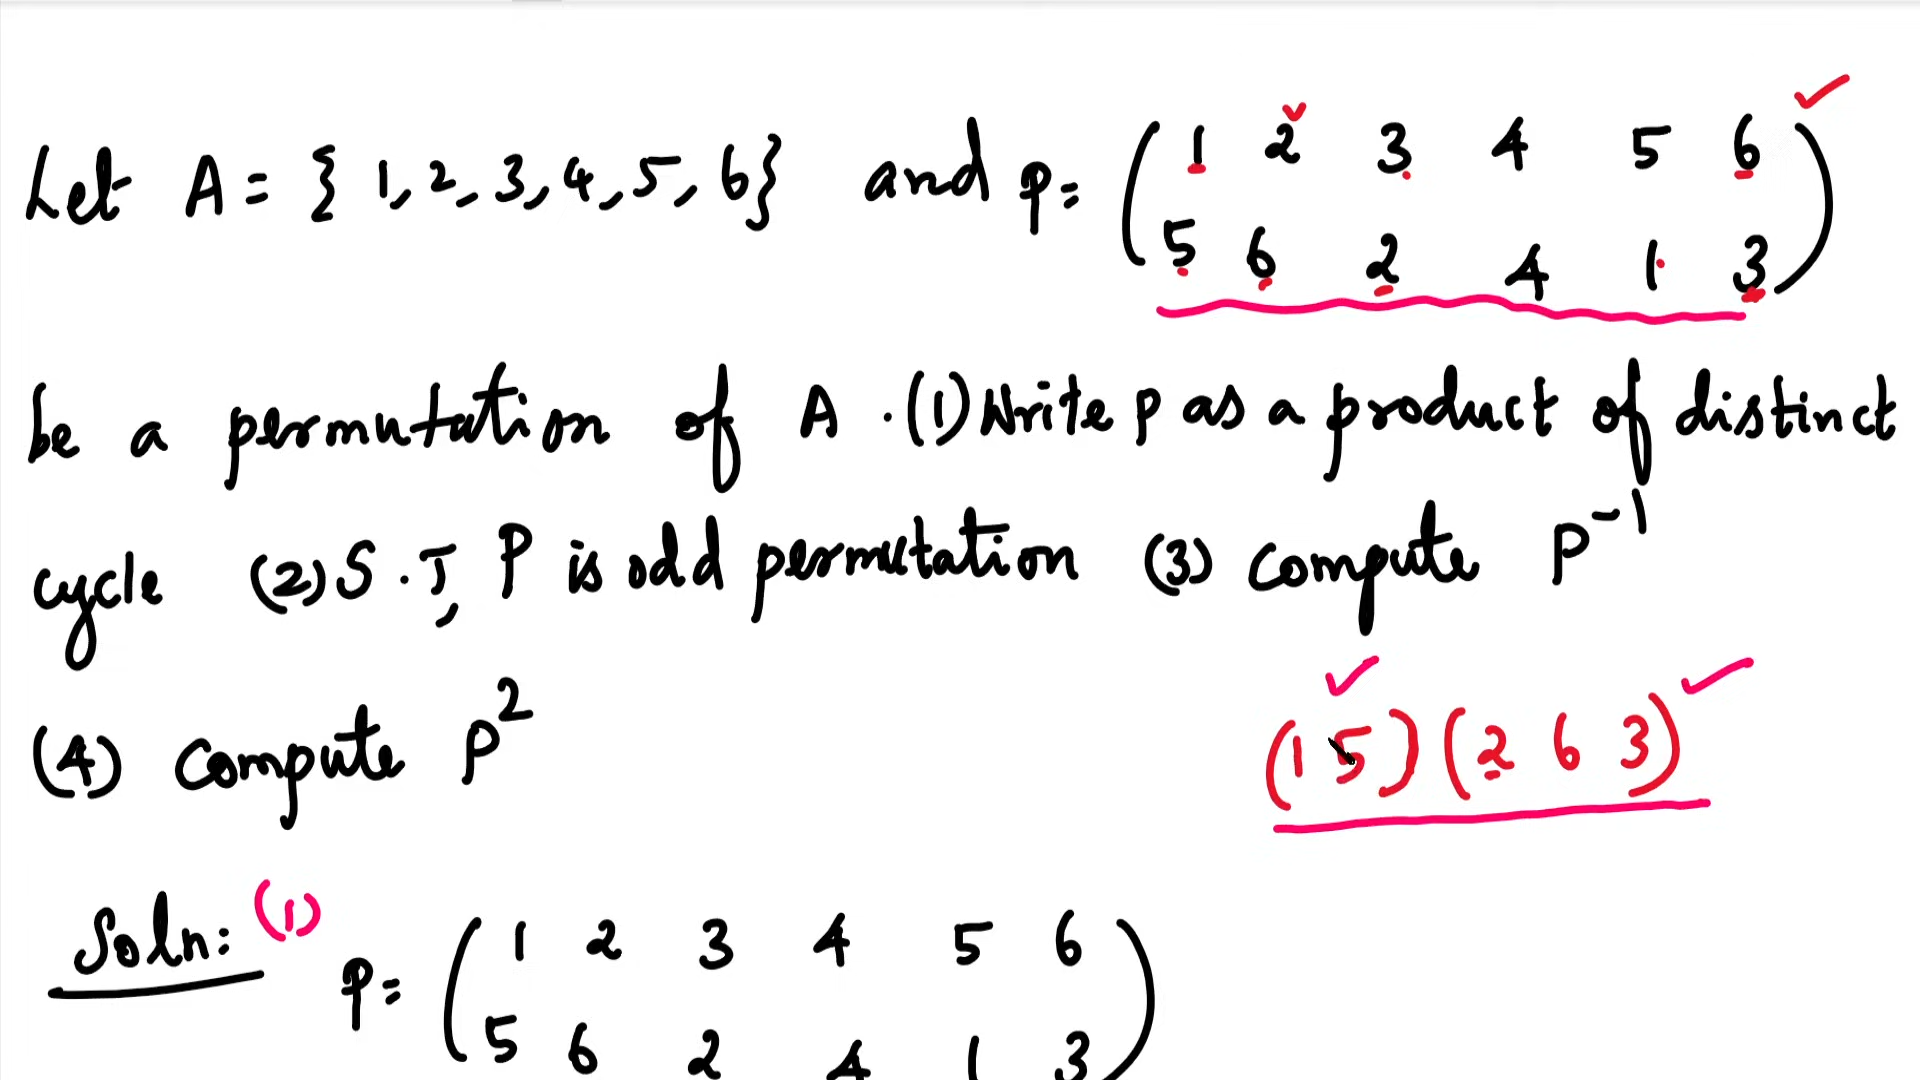 Let A = { 1, 2, 3, 4, 5, 6} and p = ( 1 2 3 4 5 6
5 6 2 4 1 3 )
be a permutation of A . (1) Write p as a product of distinct
cycle (2) S.T, P is odd permutation (3) compute P⁻¹
(4) compute p²
(1 5) (2 6 3)
Soln: (1)
p = ( 1 2 3 4 5 6
5 6 2 4 1 3 )